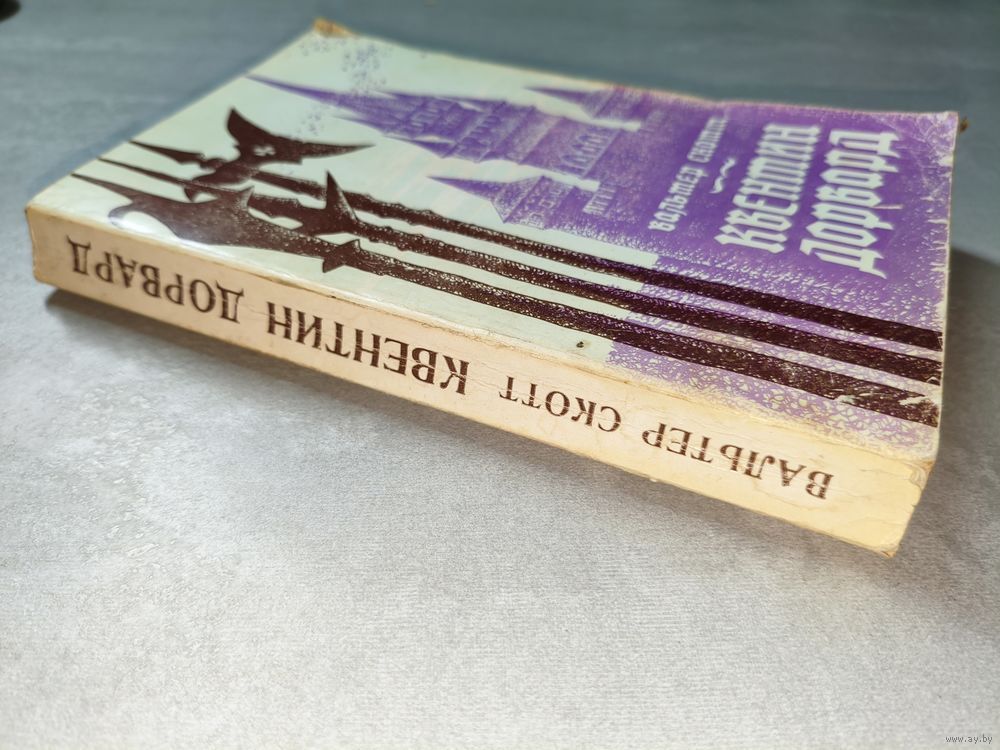 Вальтер Скотт
КВЕНТИН
ДОРВАРД
ВАЛЬТЕР СКОТТ КВЕНТИН ДОРВАРД
www.ay.by